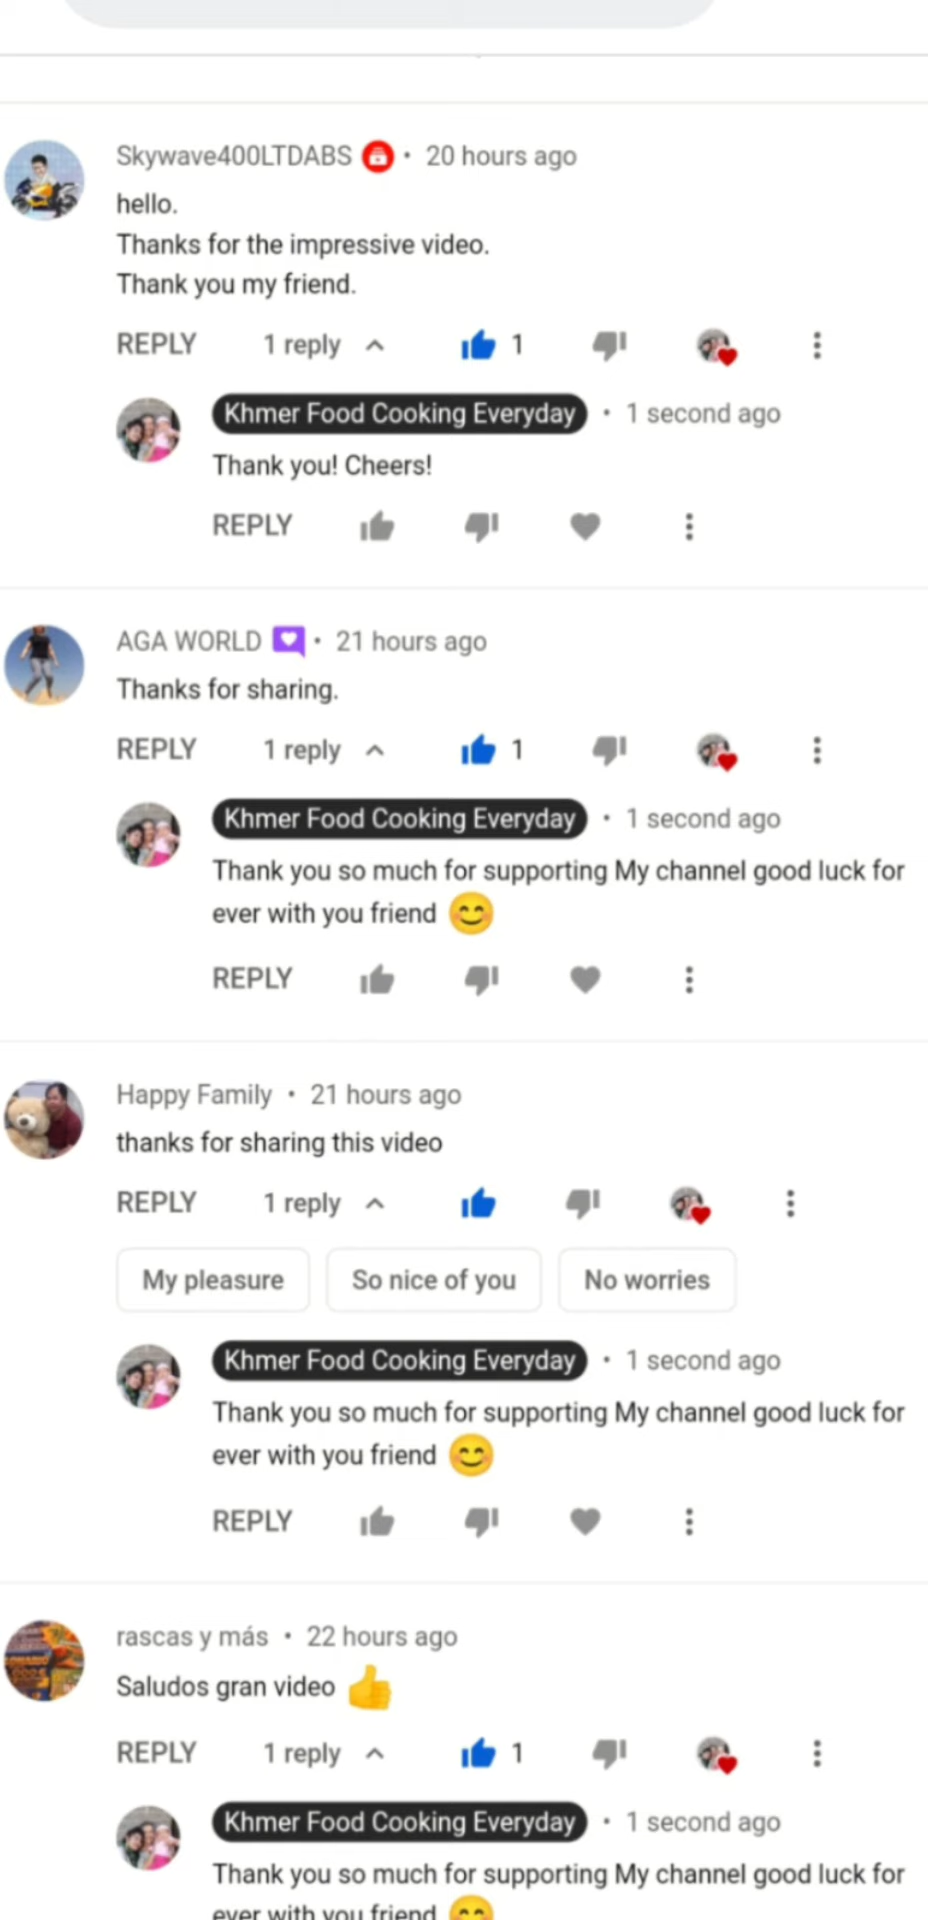 Skywave400LTDABS • 20 hours ago
hello.
Thanks for the impressive video.
Thank you my friend.
REPLY 1 reply 1
Khmer Food Cooking Everyday • 1 second ago
Thank you! Cheers!
REPLY
AGA WORLD • 21 hours ago
Thanks for sharing.
REPLY 1 reply 1
Khmer Food Cooking Everyday • 1 second ago
Thank you so much for supporting My channel good luck for
ever with you friend 😊
REPLY
Happy Family • 21 hours ago
thanks for sharing this video
REPLY 1 reply
My pleasure So nice of you No worries
Khmer Food Cooking Everyday • 1 second ago
Thank you so much for supporting My channel good luck for
ever with you friend 😊
REPLY
rascas y más • 22 hours ago
Saludos gran video 👍
REPLY 1 reply 1
Khmer Food Cooking Everyday • 1 second ago
Thank you so much for supporting My channel good luck for
ever with you friend 😊